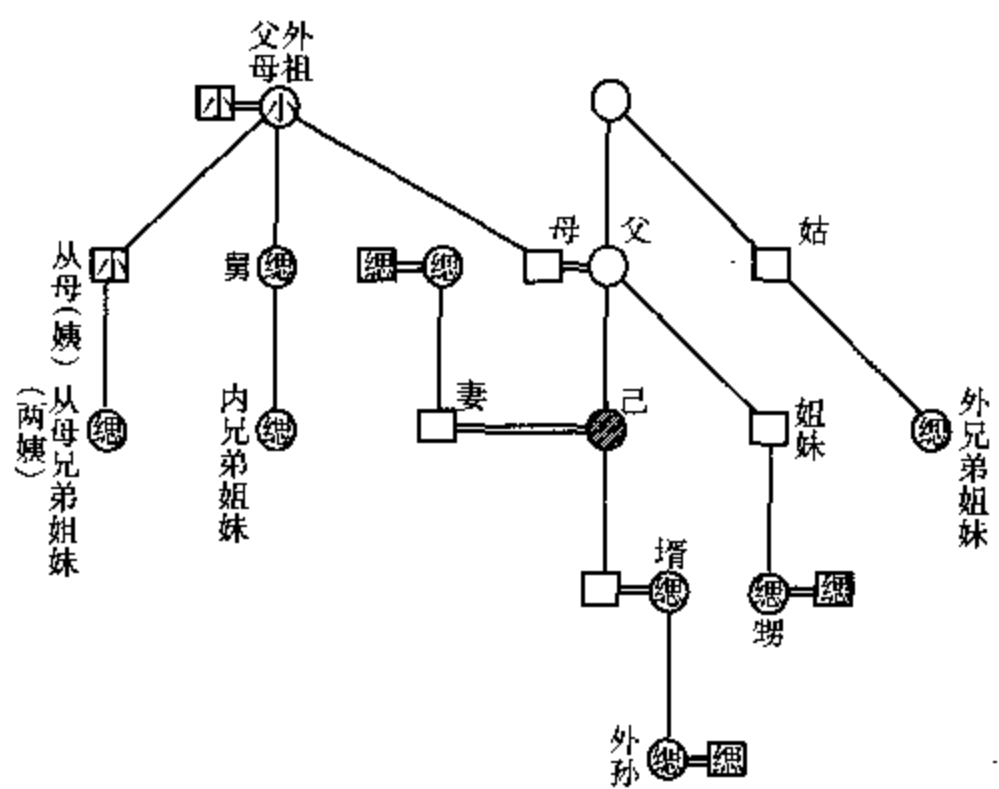 外祖父母
小 小
母 父 姑
从母(姨) 小 舅 缌 缌 缌
妻 己 姐妹
从母兄弟姐妹(两姨) 缌 内兄弟姐妹 缌 缌 外兄弟姐妹
壻
缌 缌 缌
甥
外孙 缌 缌